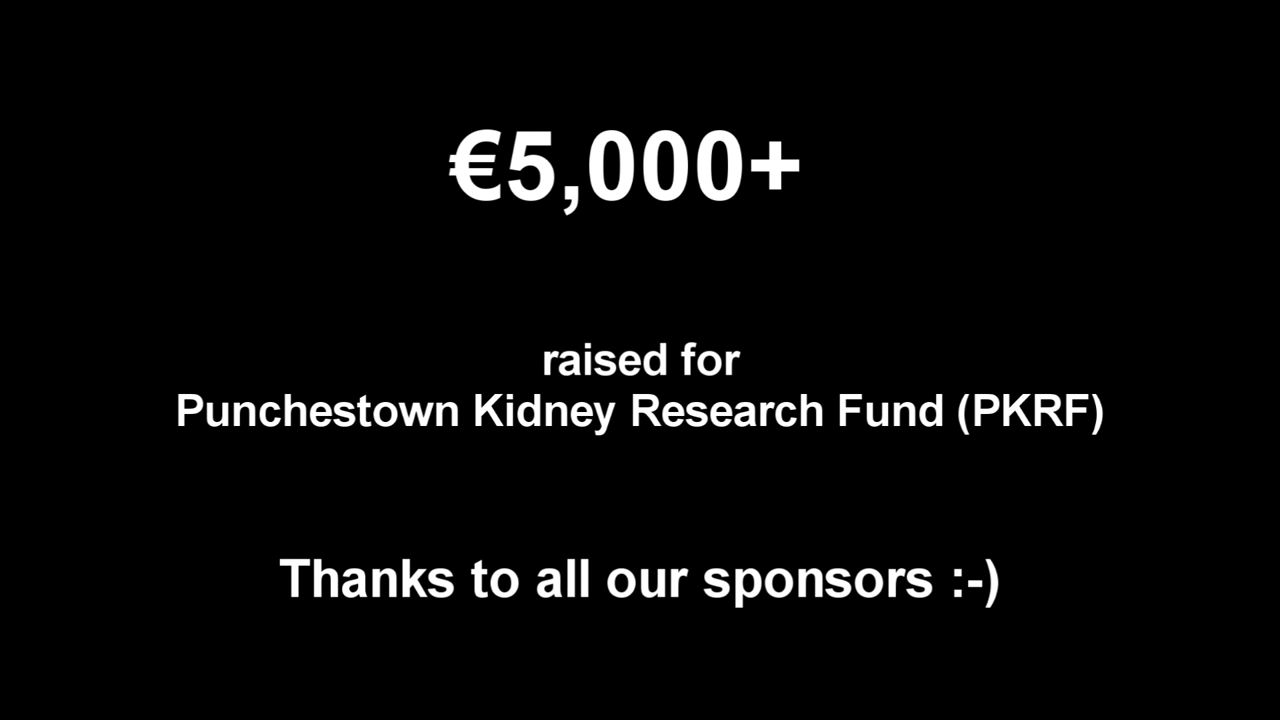 €5,000+
raised for
Punchestown Kidney Research Fund (PKRF)
Thanks to all our sponsors :-)